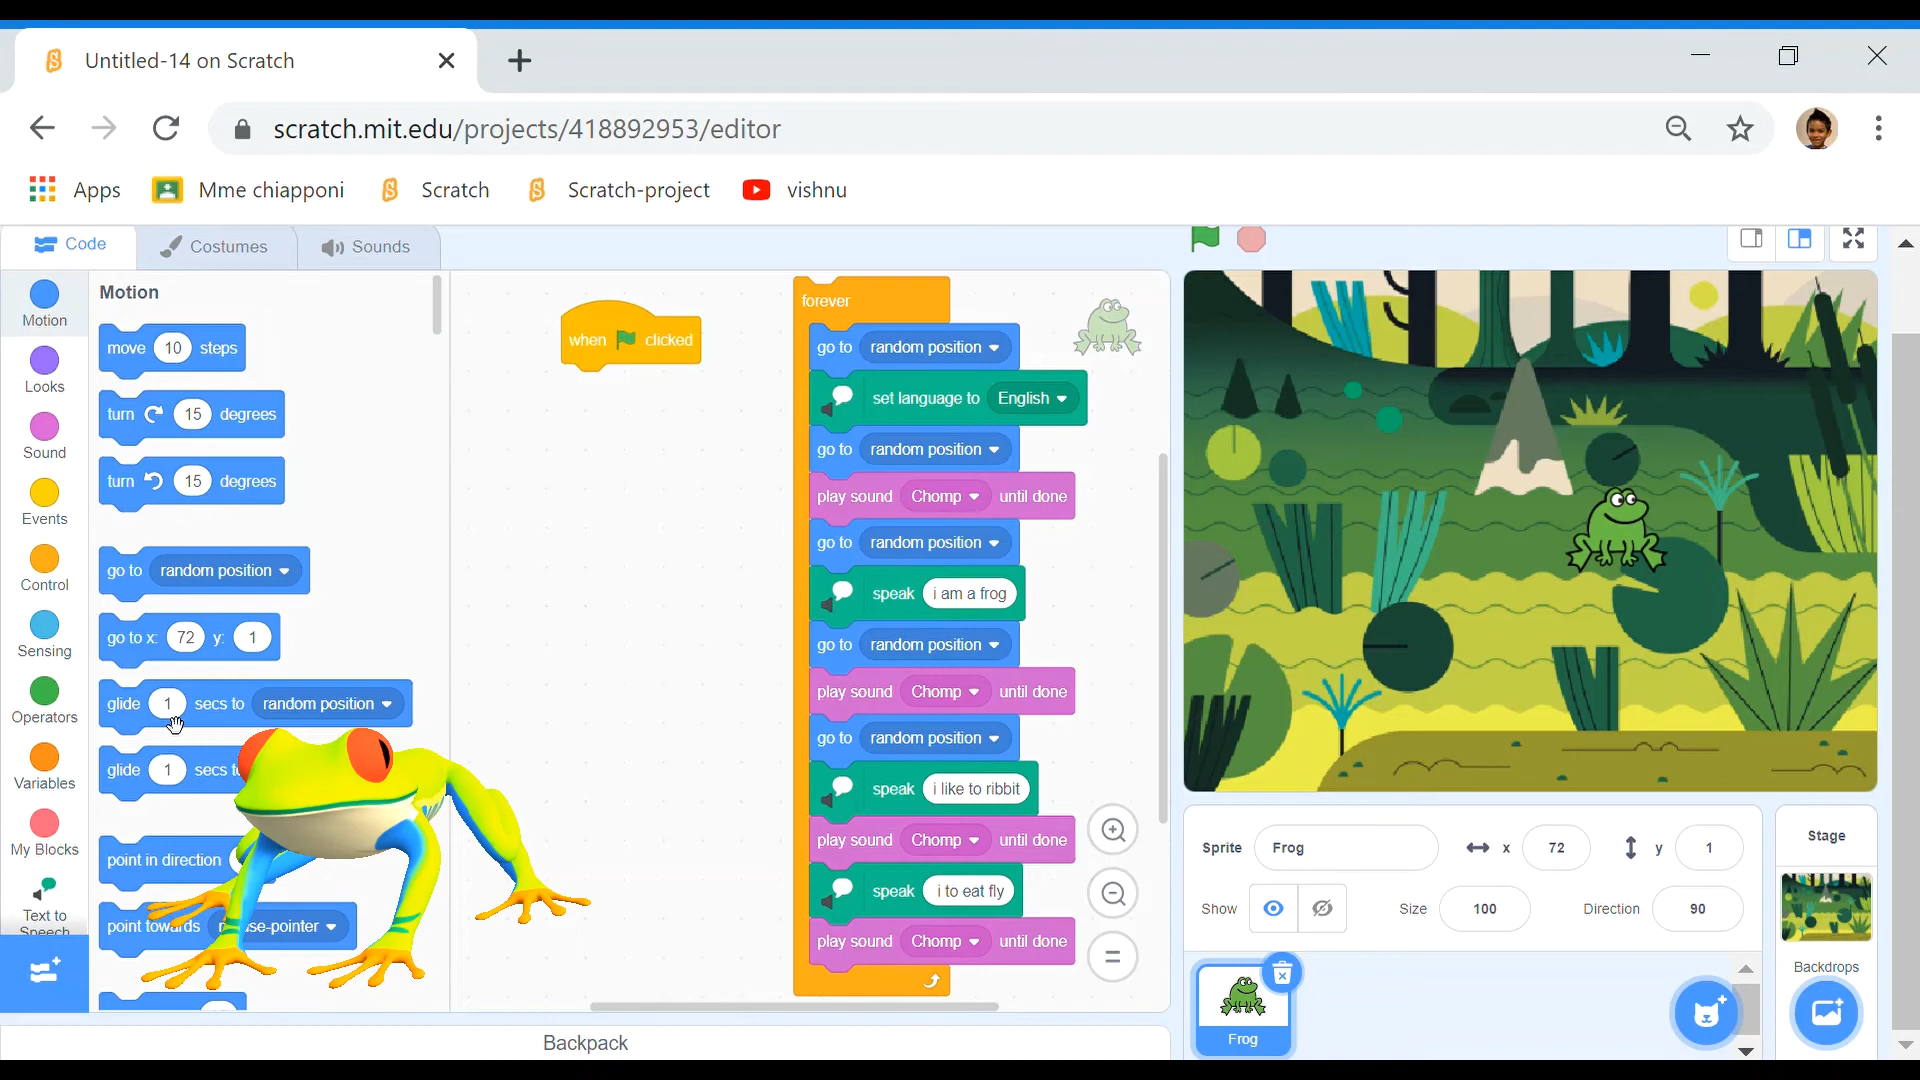 Untitled-14 on Scratch
scratch.mit.edu/projects/418892953/editor
Apps Mme chiapponi Scratch Scratch-project vishnu
Code Costumes Sounds
Motion
Looks
Sound
Events
Control
Sensing
Operators
Variables
My Blocks
Text to
Speech
Motion
move 10 steps
turn 15 degrees
turn 15 degrees
go to random position
go to x: 72 y: 1
glide 1 secs to random position
glide 1 secs
point in direction
point towards se-pointer
when clicked
forever
go to random position
set language to English
go to random position
play sound Chomp until done
go to random position
speak i am a frog
go to random position
play sound Chomp until done
go to random position
speak i like to ribbit
play sound Chomp until done
speak i to eat fly
play sound Chomp until done
Backpack
Sprite Frog x 72 y 1
Show Size 100 Direction 90
Frog
Stage
Backdrops